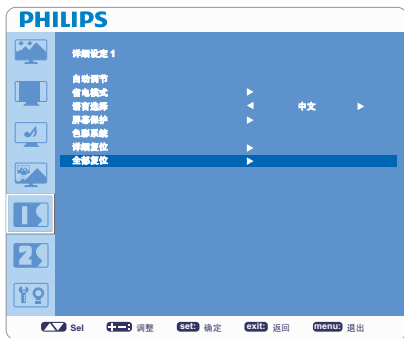 PHILIPS
详细设定 1
自动调节
省电模式 ▶
语言选择 ◀ 中文 ▶
屏幕保护 ▶
色彩系统
详细复位 ▶
全部复位 ▶
Sel 调整 set: 确定 exit: 返回 menu: 退出